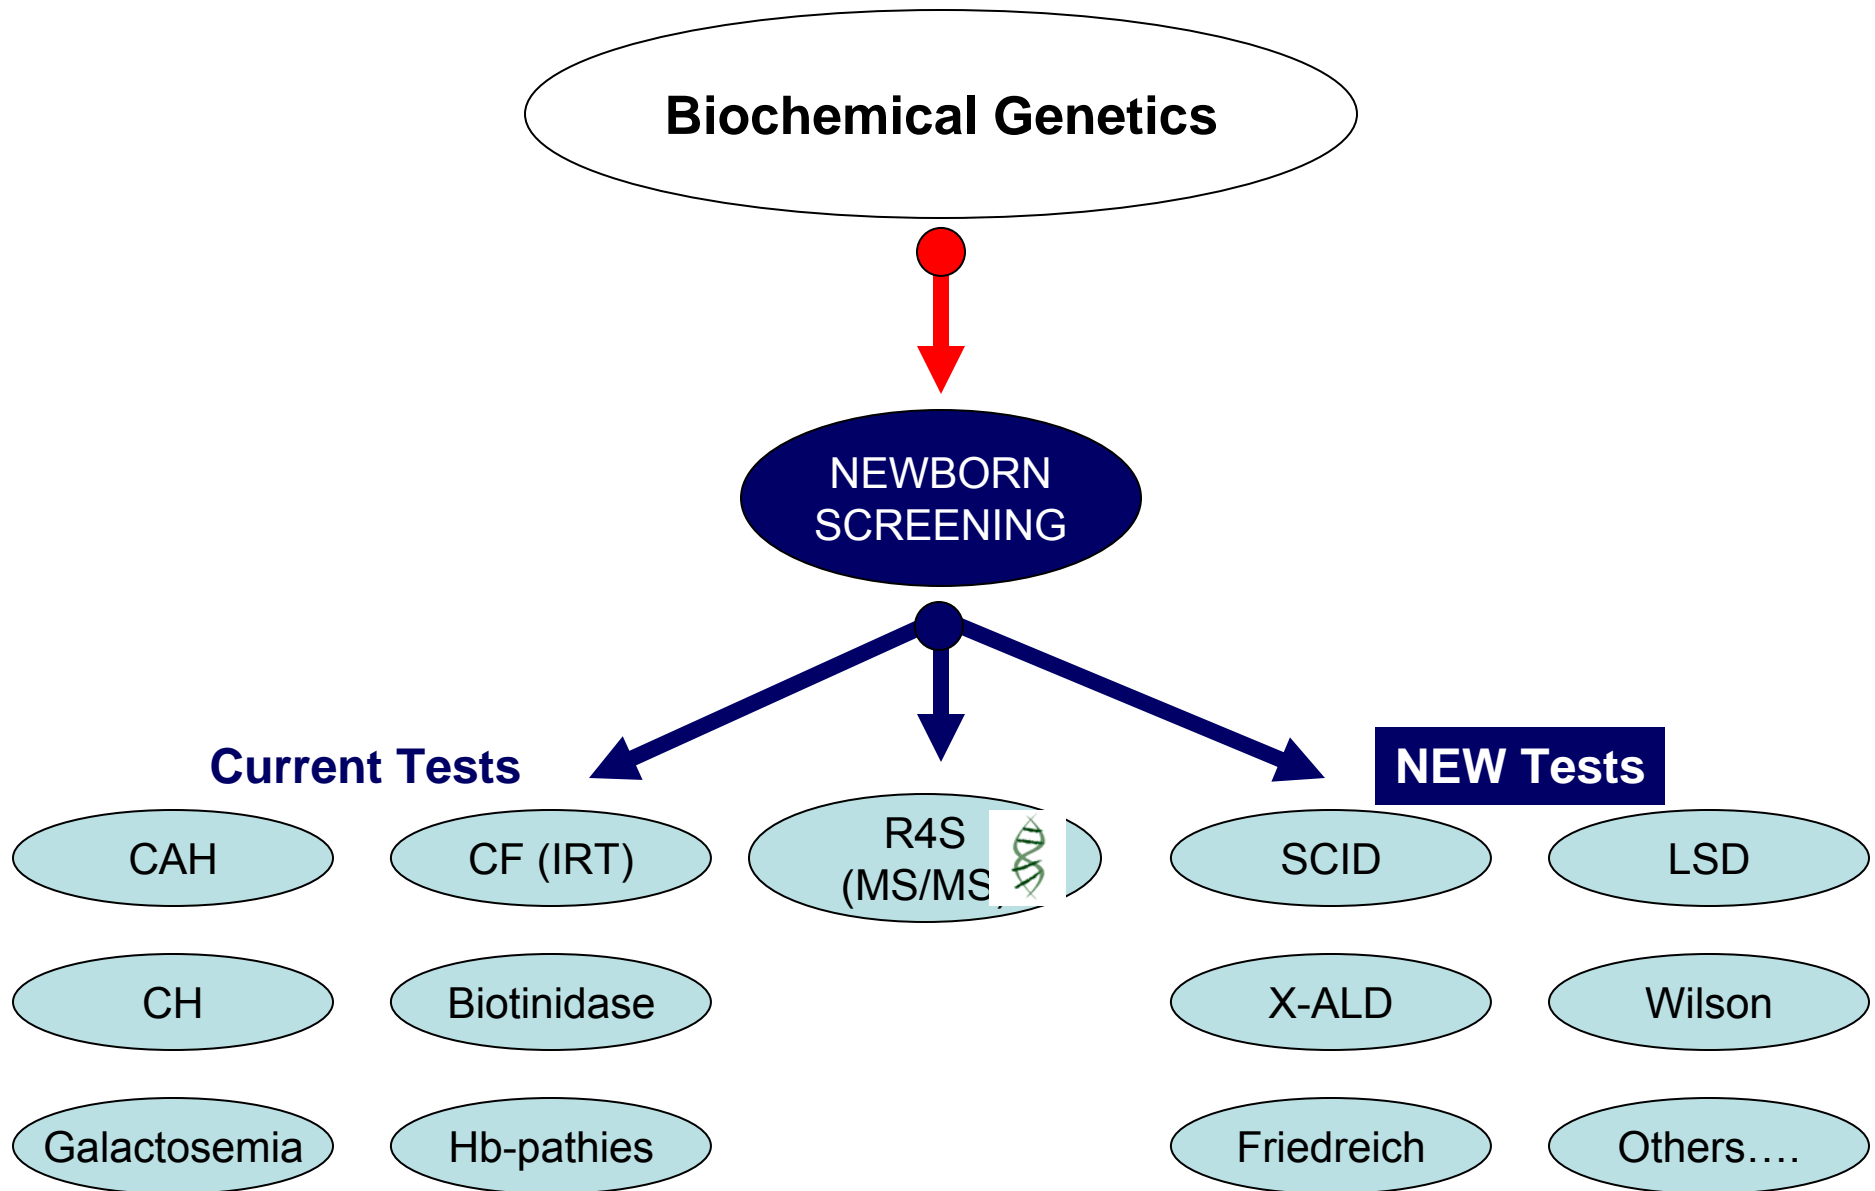 Biochemical Genetics
NEWBORN
SCREENING
Current Tests
NEW Tests
CAH
CF (IRT)
R4S
(MS/MS)
SCID
LSD
CH
Biotinidase
X-ALD
Wilson
Galactosemia
Hb-pathies
Friedreich
Others….